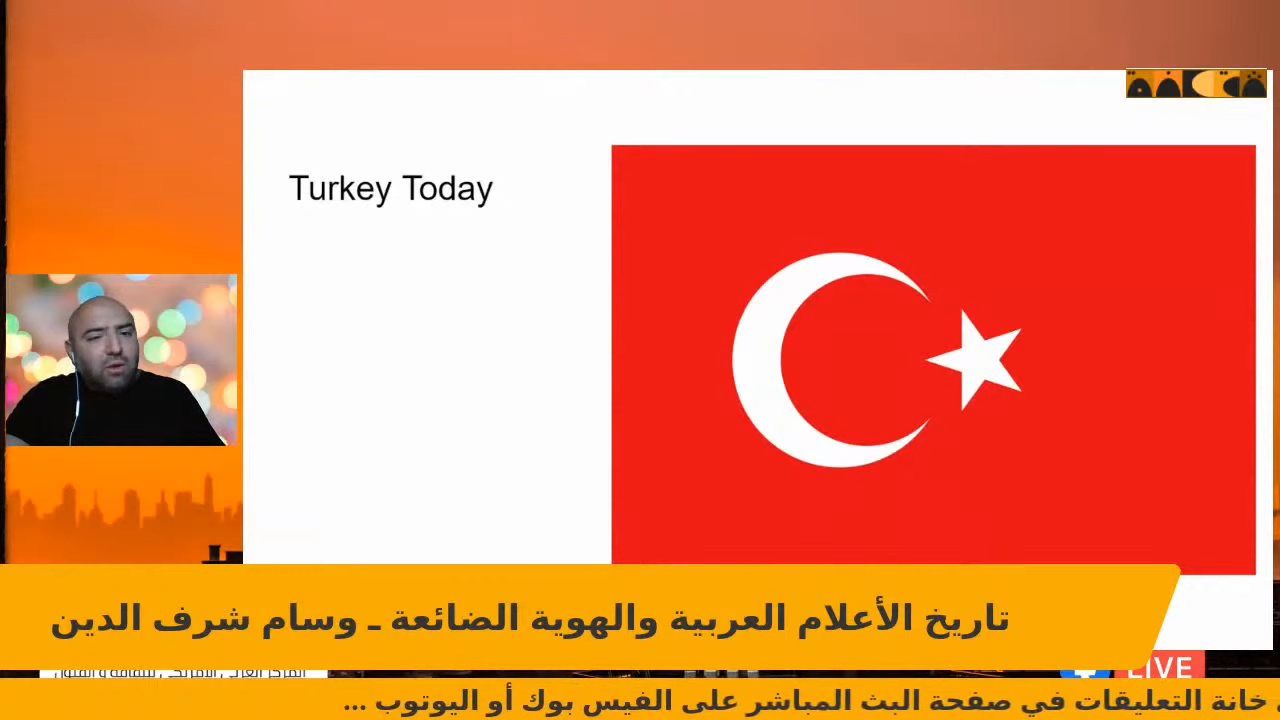 Turkey Today
تاريخ الأعلام العربية والهوية الضائعة ـ وسام شرف الدين
LIVE
خانة التعليقات في صفحة البث المباشر على الفيس بوك أو اليوتوب ...